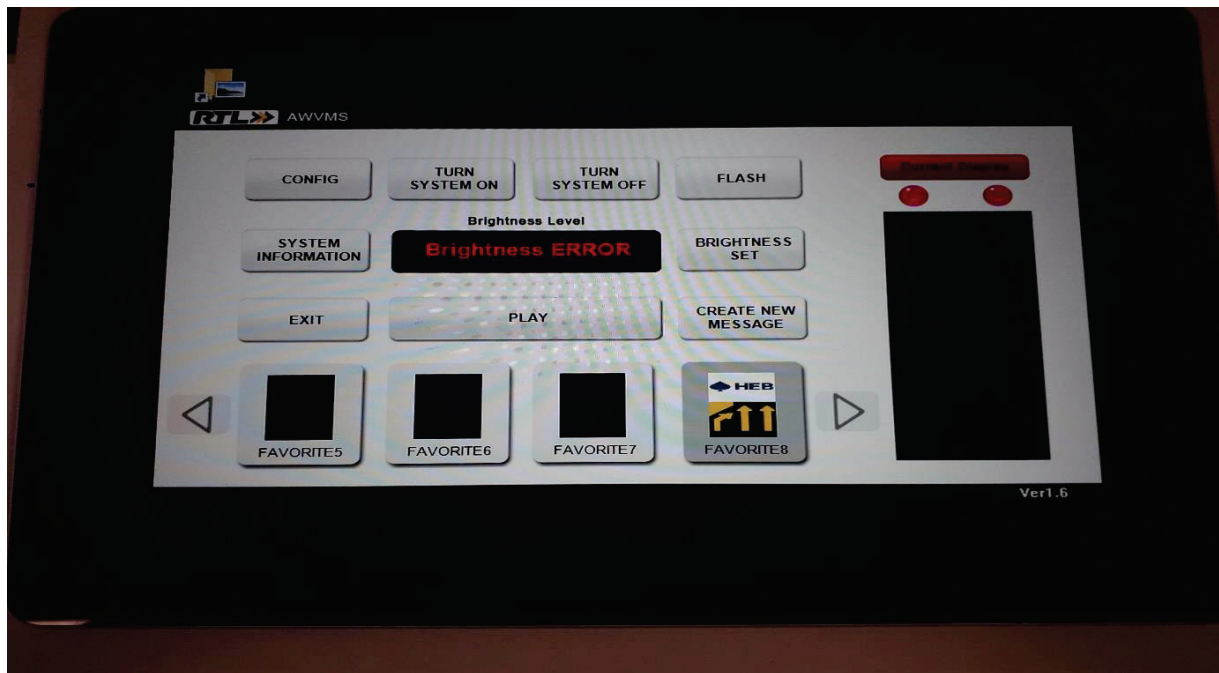 RTL AWVMS
CONFIG
TURN
SYSTEM ON
TURN
SYSTEM OFF
FLASH
Brightness Level
SYSTEM
INFORMATION
Brightness ERROR
BRIGHTNESS
SET
EXIT
PLAY
CREATE NEW
MESSAGE
HEB
FAVORITE5
FAVORITE6
FAVORITE7
FAVORITE8
Ver1.6